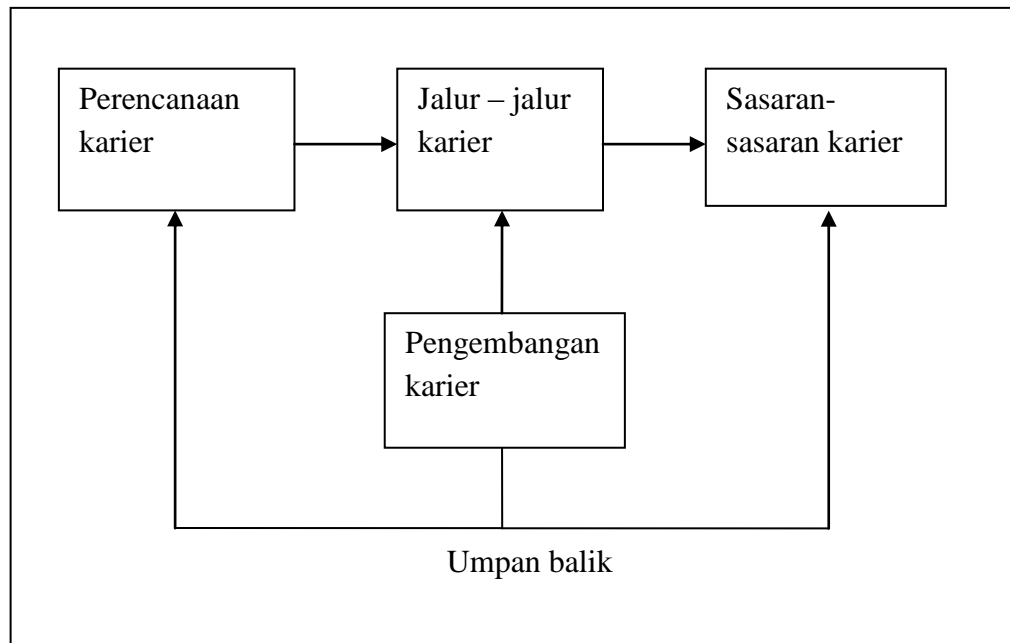 Perencanaan
karier
Jalur – jalur
karier
Sasaran-
sasaran karier
Pengembangan
karier
Umpan balik